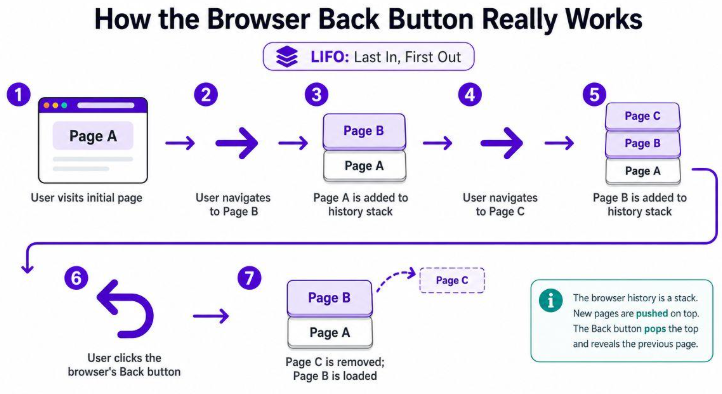 How the Browser Back Button Really Works
LIFO: Last In, First Out
1
Page A
User visits initial page
2
User navigates
to Page B
3
Page B
Page A
Page A is added to
history stack
4
User navigates
to Page C
5
Page C
Page B
Page A
Page B is added to
history stack
6
User clicks the
browser's Back button
7
Page B
Page A
Page C
Page C is removed;
Page B is loaded
i
The browser history is a stack.
New pages are pushed on top.
The Back button pops the top
and reveals the previous page.